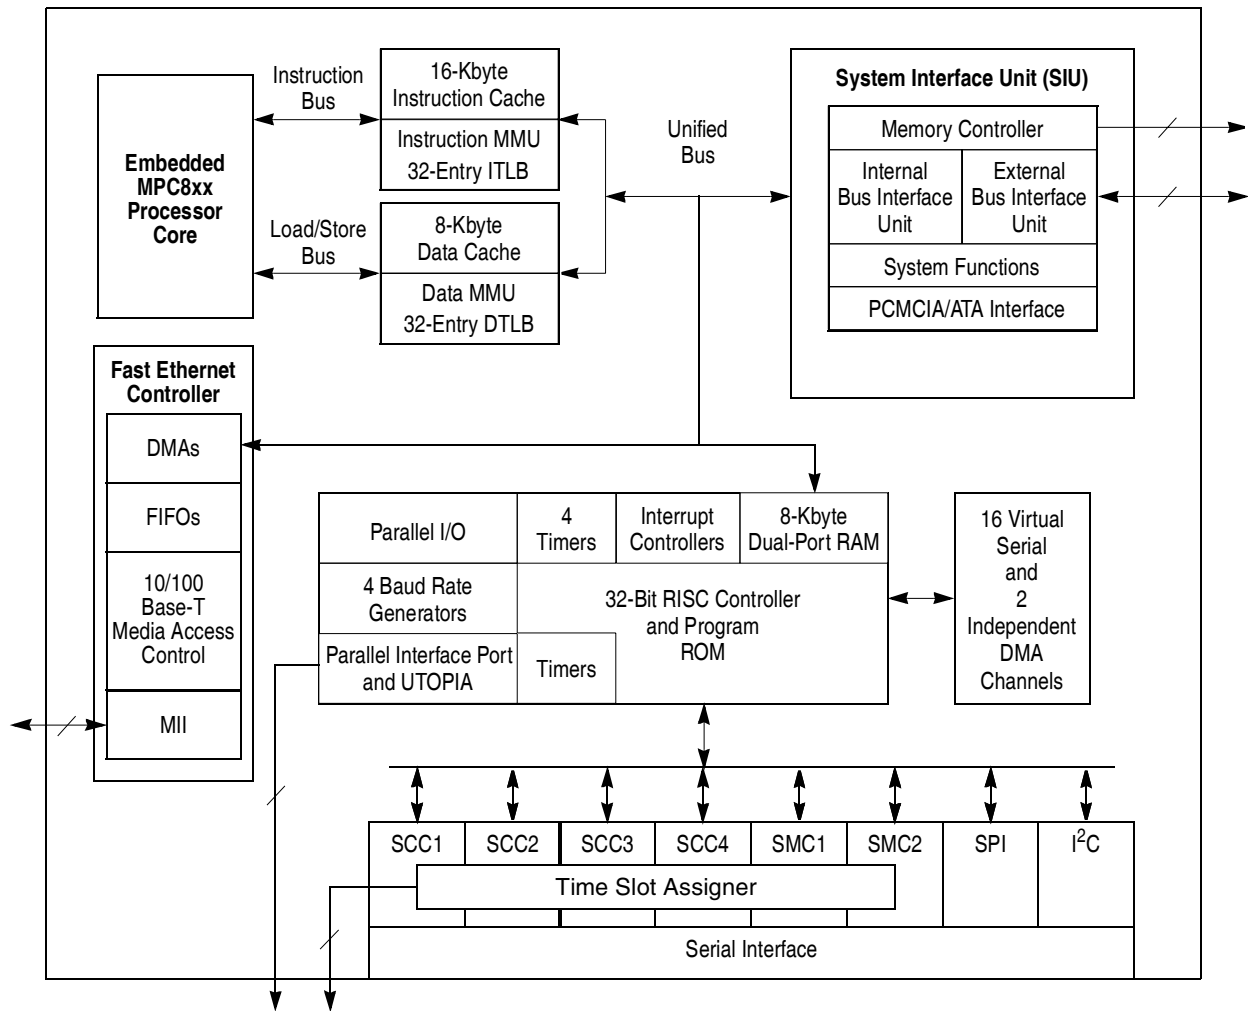 Embedded
MPC8xx
Processor
Core
Instruction
Bus
Load/Store
Bus
16-Kbyte
Instruction Cache
Instruction MMU
32-Entry ITLB
8-Kbyte
Data Cache
Data MMU
32-Entry DTLB
Unified
Bus
System Interface Unit (SIU)
Memory Controller
Internal
Bus Interface
Unit
External
Bus Interface
Unit
System Functions
PCMCIA/ATA Interface
Fast Ethernet
Controller
DMAs
FIFOs
10/100
Base-T
Media Access
Control
MII
Parallel I/O
4
Timers
Interrupt
Controllers
8-Kbyte
Dual-Port RAM
4 Baud Rate
Generators
32-Bit RISC Controller
and Program
ROM
Parallel Interface Port
and UTOPIA
Timers
16 Virtual
Serial
and
2
Independent
DMA
Channels
SCC1
SCC2
SCC3
SCC4
SMC1
SMC2
SPI
I²C
Time Slot Assigner
Serial Interface